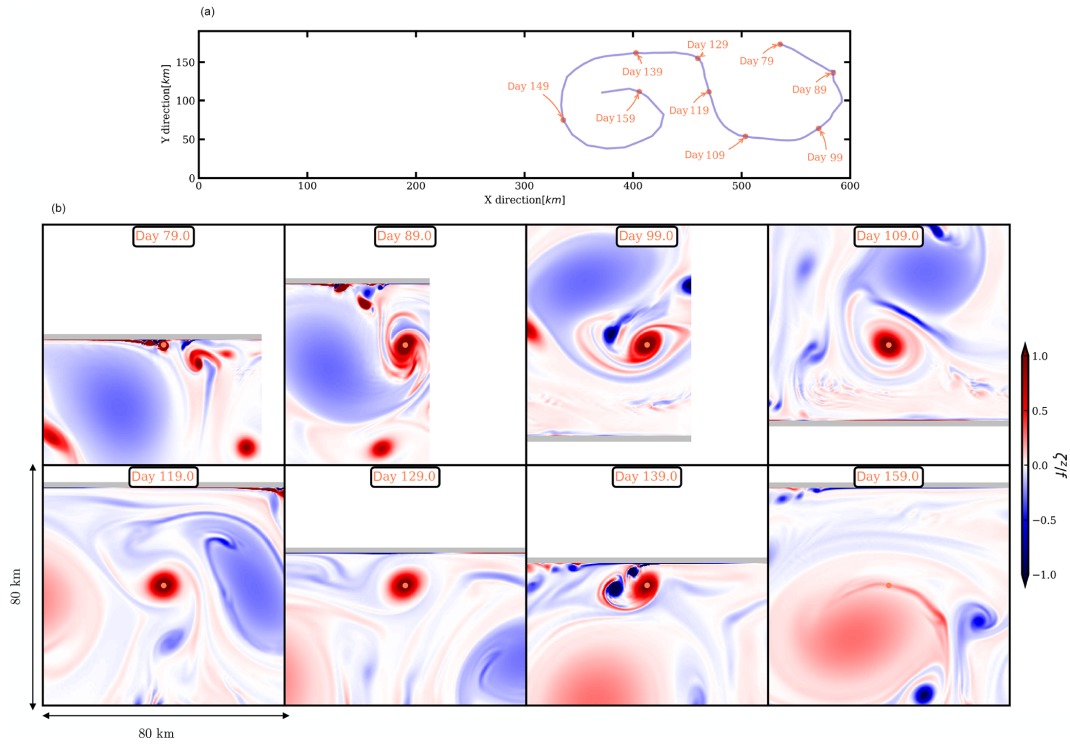 (a)
Y direction[km]
150
100
50
0
Day 79
Day 89
Day 99
Day 109
Day 119
Day 129
Day 139
Day 149
Day 159
0 100 200 300 400 500 600
X direction[km]
(b)
Day 79.0 Day 89.0 Day 99.0 Day 109.0
Day 119.0 Day 129.0 Day 139.0 Day 159.0
80 km
80 km
1.0
0.5
0.0
−0.5
−1.0
ζᶻ/f